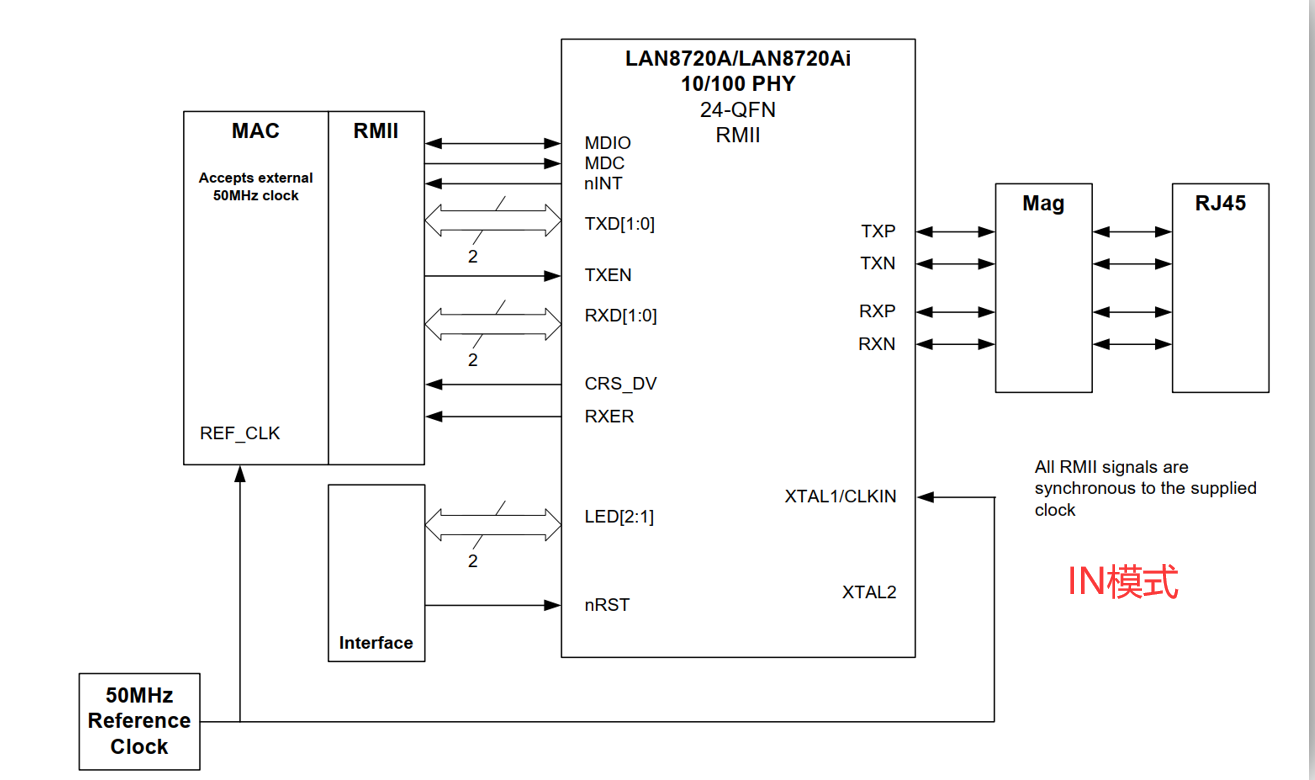 LAN8720A/LAN8720Ai
10/100 PHY
24-QFN
RMII
MAC
RMII
Accepts external
50MHz clock
REF_CLK
MDIO
MDC
nINT
TXD[1:0]
2
TXEN
RXD[1:0]
2
CRS_DV
RXER
LED[2:1]
2
nRST
Interface
TXP
TXN
RXP
RXN
XTAL1/CLKIN
XTAL2
Mag
RJ45
All RMII signals are
synchronous to the supplied
clock
IN模式
50MHz
Reference
Clock